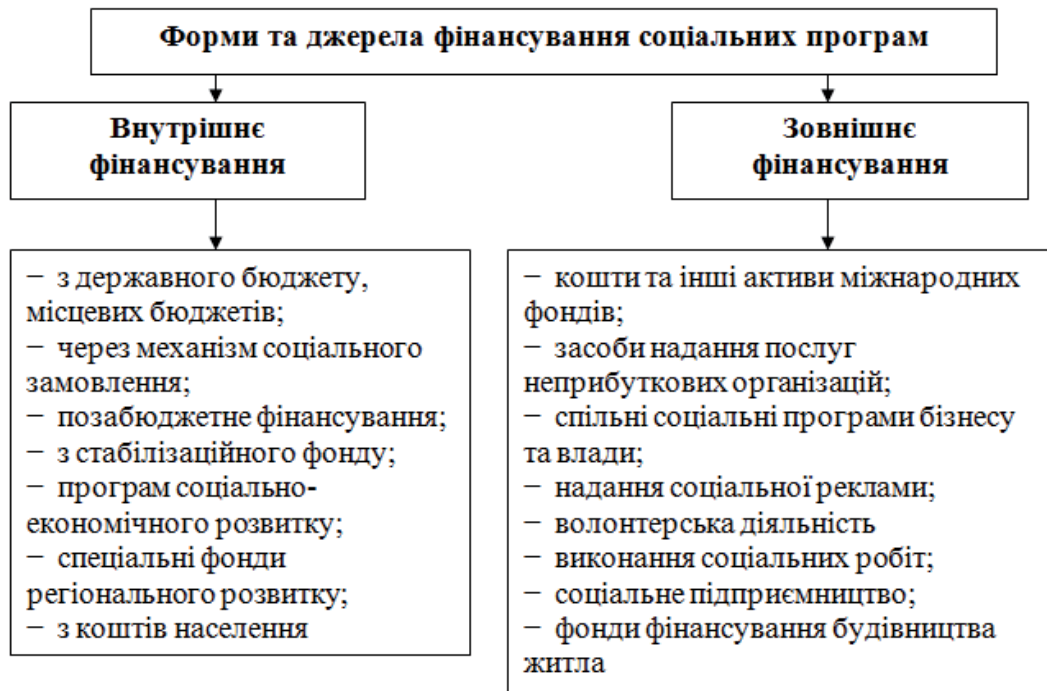 Форми та джерела фінансування соціальних програм
Внутрішнє
фінансування
Зовнішнє
фінансування
− з державного бюджету,
місцевих бюджетів;
− через механізм соціального
замовлення;
− позабюджетне фінансування;
− з стабілізаційного фонду;
− програм соціально-
економічного розвитку;
− спеціальні фонди
регіонального розвитку;
− з коштів населення
− кошти та інші активи міжнародних
фондів;
− засоби надання послуг
неприбуткових організацій;
− спільні соціальні програми бізнесу
та влади;
− надання соціальної реклами;
− волонтерська діяльність
− виконання соціальних робіт;
− соціальне підприємництво;
− фонди фінансування будівництва
житла